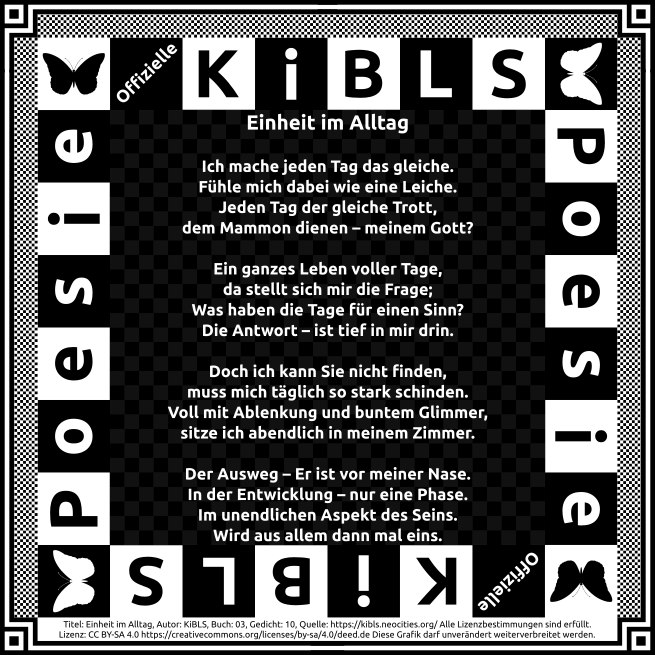 Offizielle
K i B L S
Poesie
Poesie
Einheit im Alltag
Ich mache jeden Tag das gleiche.
Fühle mich dabei wie eine Leiche.
Jeden Tag der gleiche Trott,
dem Mammon dienen – meinem Gott?
Ein ganzes Leben voller Tage,
da stellt sich mir die Frage;
Was haben die Tage für einen Sinn?
Die Antwort – ist tief in mir drin.
Doch ich kann Sie nicht finden,
muss mich täglich so stark schinden.
Voll mit Ablenkung und buntem Glimmer,
sitze ich abendlich in meinem Zimmer.
Der Ausweg – Er ist vor meiner Nase.
In der Entwicklung – nur eine Phase.
Im unendlichen Aspekt des Seins.
Wird aus allem dann mal eins.
K i B L S
Offizielle
Titel: Einheit im Alltag, Autor: KiBLS, Buch: 03, Gedicht: 10, Quelle: https://kibls.neocities.org/ Alle Lizenzbestimmungen sind erfüllt.
Lizenz: CC BY-SA 4.0 https://creativecommons.org/licenses/by-sa/4.0/deed.de Diese Grafik darf unverändert weiterverbreitet werden.